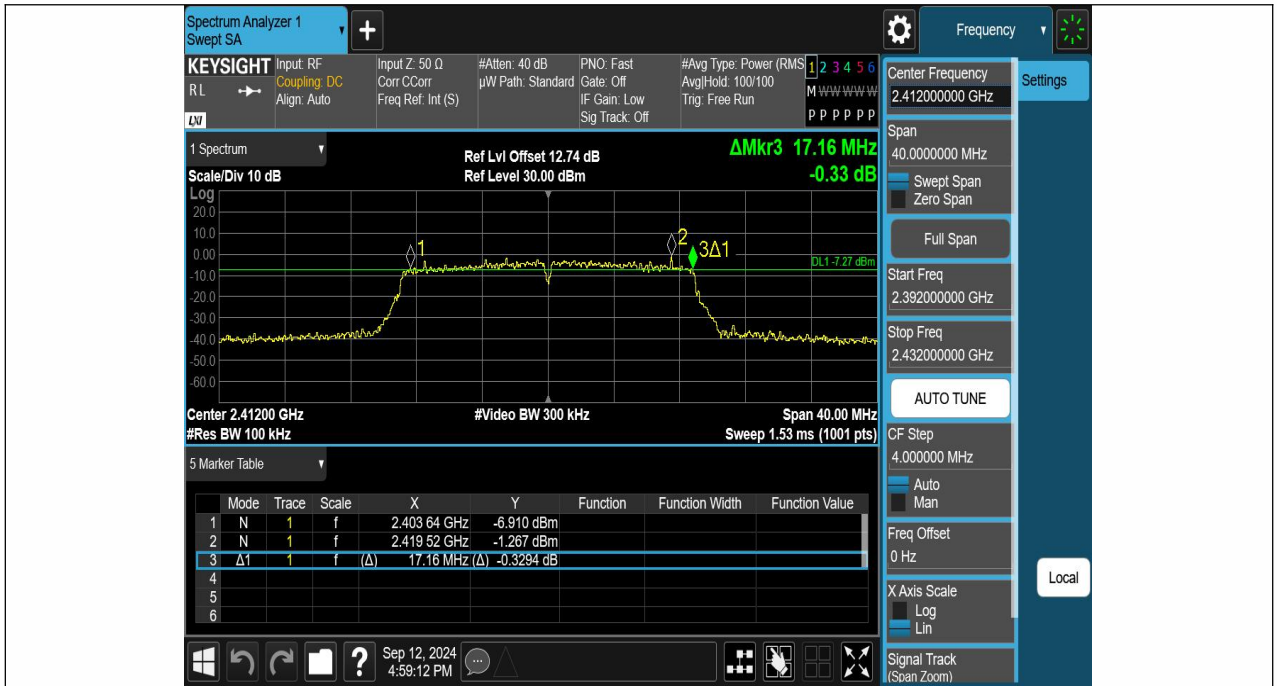 Spectrum Analyzer 1
Swept SA
+
Frequency
KEYSIGHT
RL
LXI
Input: RF
Coupling: DC
Align: Auto
Input Z: 50 Ω
Corr CCorr
Freq Ref: Int (S)
#Atten: 40 dB
µW Path: Standard
PNO: Fast
Gate: Off
IF Gain: Low
Sig Track: Off
#Avg Type: Power (RMS
Avg|Hold: 100/100
Trig: Free Run
1 2 3 4 5 6
M W W W W W
P P P P P P
1 Spectrum
Scale/Div 10 dB
Ref Lvl Offset 12.74 dB
Ref Level 30.00 dBm
ΔMkr3 17.16 MHz
-0.33 dB
Log
20.0
10.0
0.00
-10.0
-20.0
-30.0
-40.0
-50.0
-60.0
1
2
3Δ1
DL1 -7.27 dBm
Center 2.41200 GHz
#Video BW 300 kHz
Span 40.00 MHz
#Res BW 100 kHz
Sweep 1.53 ms (1001 pts)
5 Marker Table
Mode Trace Scale X Y Function Function Width Function Value
1 N 1 f 2.403 64 GHz -6.910 dBm
2 N 1 f 2.419 52 GHz -1.267 dBm
3 Δ1 1 f (Δ) 17.16 MHz (Δ) -0.3294 dB
4
5
6
?
Sep 12, 2024
4:59:12 PM
Center Frequency
2.412000000 GHz
Span
40.0000000 MHz
Swept Span
Zero Span
Full Span
Start Freq
2.392000000 GHz
Stop Freq
2.432000000 GHz
AUTO TUNE
CF Step
4.000000 MHz
Auto
Man
Freq Offset
0 Hz
X Axis Scale
Log
Lin
Signal Track
(Span Zoom)
Settings
Local